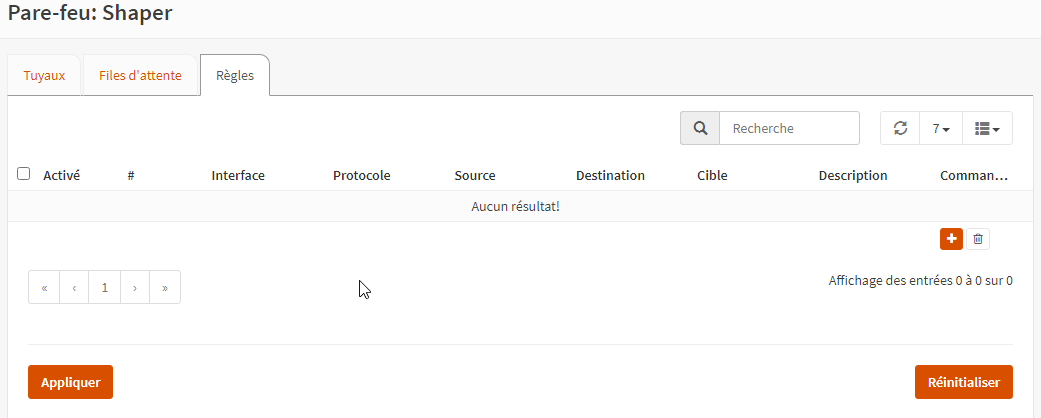 Pare-feu: Shaper
Tuyaux Files d'attente Règles
Recherche 7
Activé # Interface Protocole Source Destination Cible Description Comman...
Aucun résultat!
« ‹ 1 › » Affichage des entrées 0 à 0 sur 0
Appliquer Réinitialiser